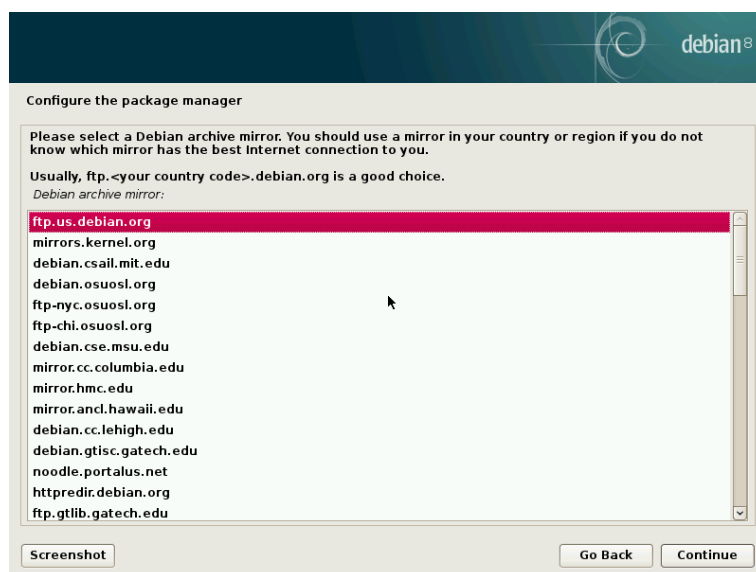 debian 8
Configure the package manager
Please select a Debian archive mirror. You should use a mirror in your country or region if you do not
know which mirror has the best Internet connection to you.
Usually, ftp.<your country code>.debian.org is a good choice.
Debian archive mirror:
ftp.us.debian.org
mirrors.kernel.org
debian.csail.mit.edu
debian.osuosl.org
ftp-nyc.osuosl.org
ftp-chi.osuosl.org
debian.cse.msu.edu
mirror.cc.columbia.edu
mirror.hmc.edu
mirror.ancl.hawaii.edu
debian.cc.lehigh.edu
debian.gtisc.gatech.edu
noodle.portalus.net
httpredir.debian.org
ftp.gtlib.gatech.edu
Screenshot Go Back Continue